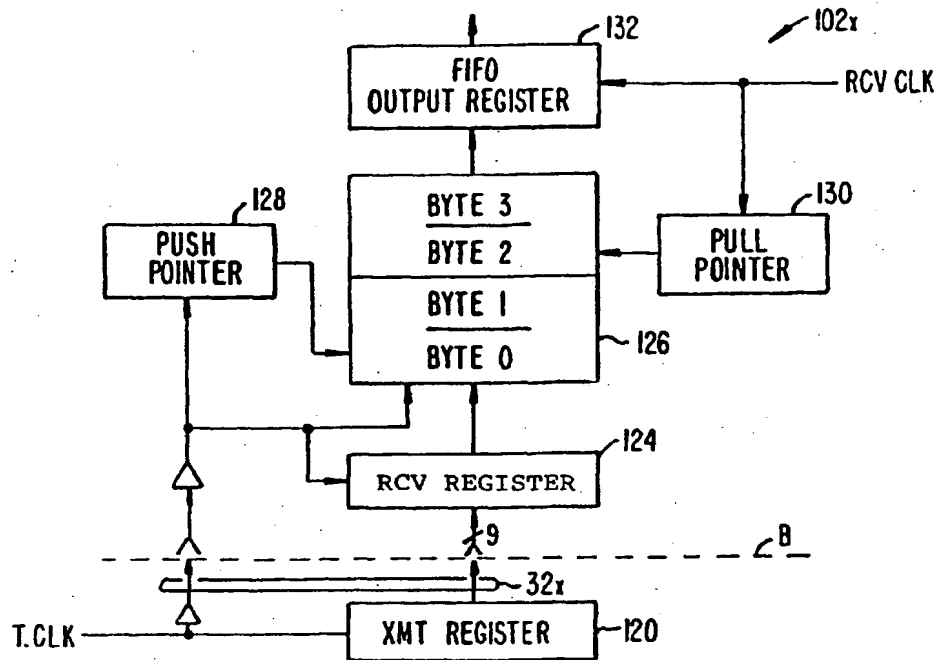 132
102x
FIFO
OUTPUT REGISTER
RCV CLK
128
PUSH
POINTER
BYTE 3
BYTE 2
BYTE 1
BYTE 0
130
PULL
POINTER
126
124
RCV REGISTER
9
B
32x
T.CLK
XMT REGISTER
120